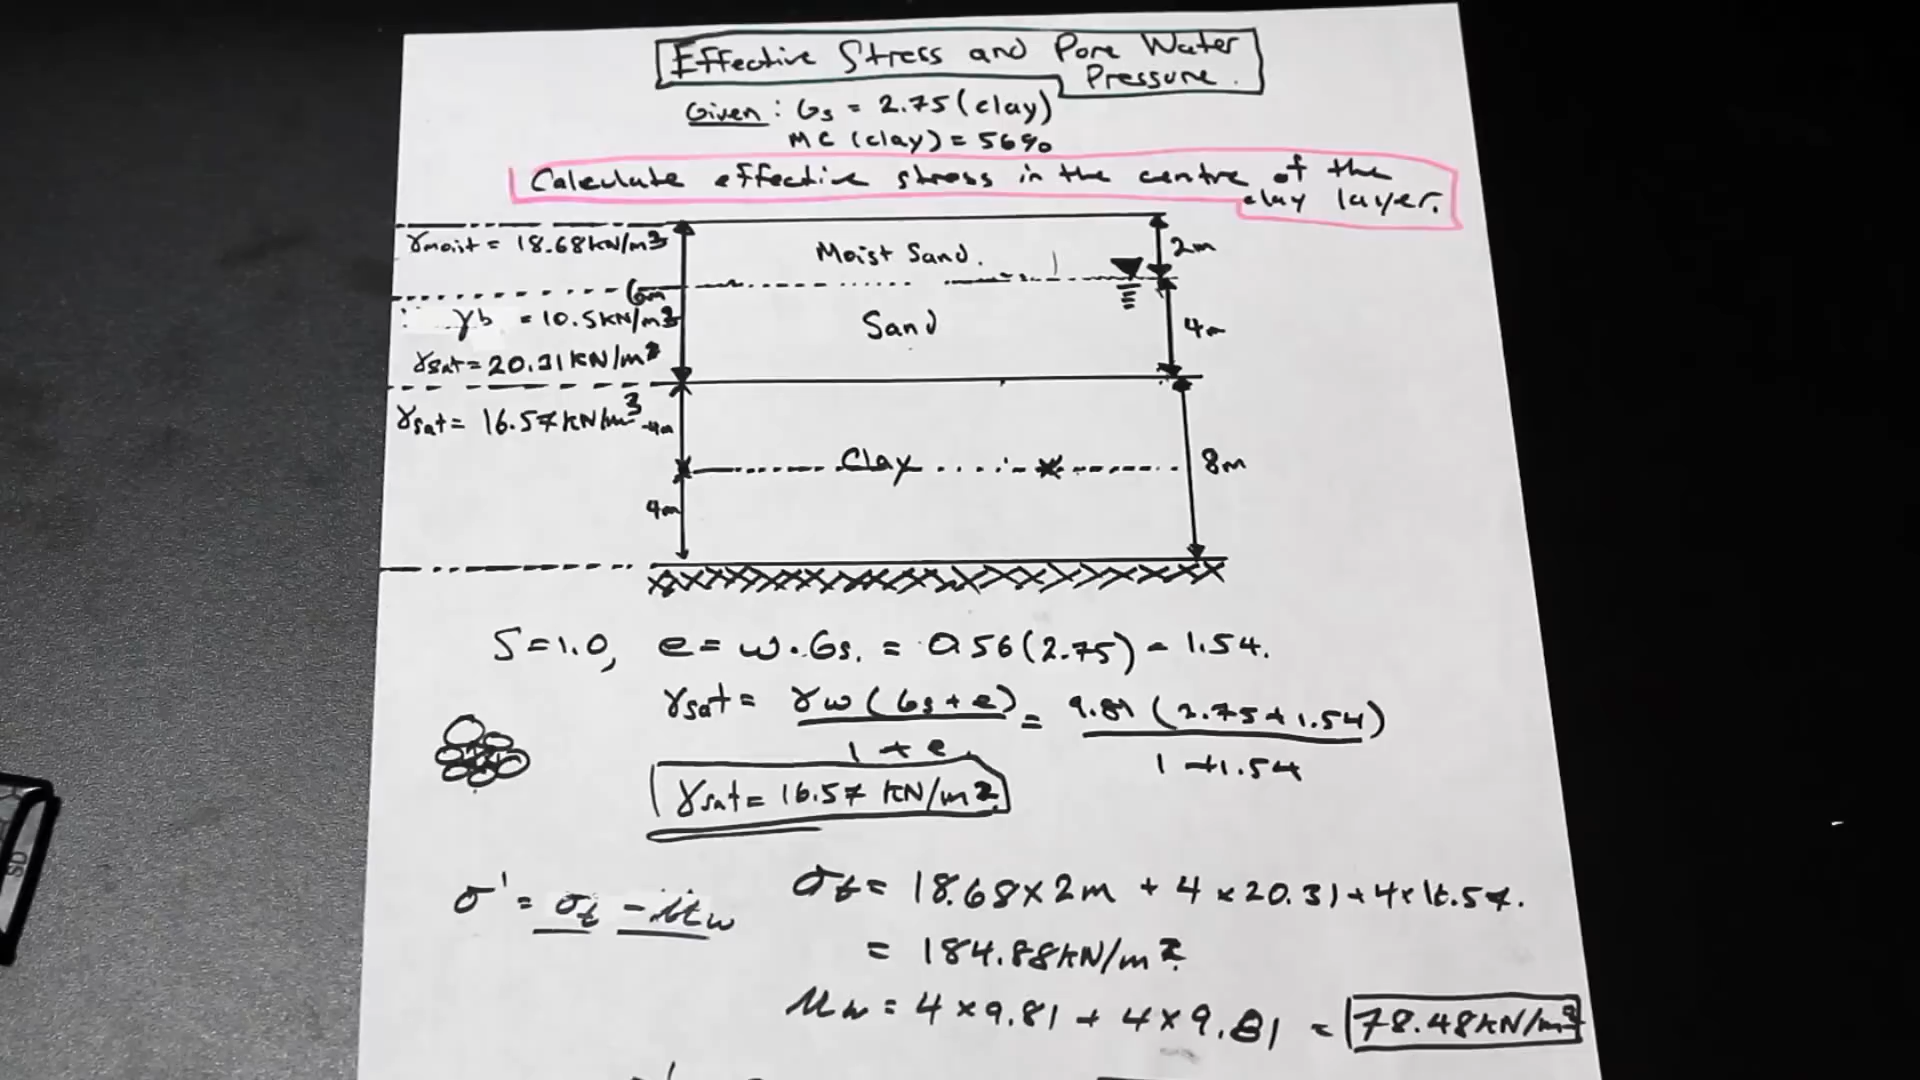 Effective Stress and Pore Water
Pressure.
Given: Gs = 2.75 (clay)
MC (clay) = 56%
Calculate effective stress in the centre of the
clay layer.
γmoist = 18.68 kN/m3
Moist Sand.
2m
6m
γb = 10.5 kN/m3
Sand
4m
γsat = 20.31 kN/m3
γsat = 16.57 kN/m3
4m
Clay
8m
4m
S = 1.0, e = w . Gs. = 0.56 (2.75) = 1.54.
γsat = γw (Gs + e) / 1 + e = 9.81 (2.75 + 1.54) / 1 + 1.54
γsat = 16.57 KN/m3
σ' = σt - μw
σt = 18.68 x 2m + 4 x 20.31 + 4 x 16.57.
= 184.88 kN/m2
μw = 4 x 9.81 + 4 x 9.81 = 78.48 kN/m2
SD